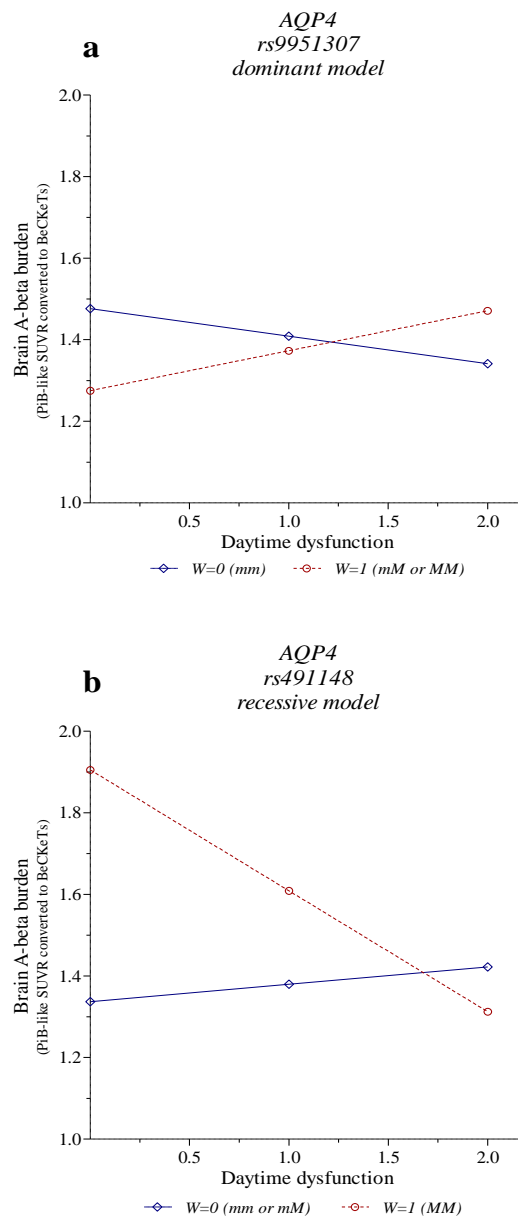 a
AQP4
rs9951307
dominant model
Brain A-beta burden
(PiB-like SUVR converted to BeCKeTs)
2.0
1.8
1.6
1.4
1.2
1.0
0.5
1.0
1.5
2.0
Daytime dysfunction
W=0 (mm)
W=1 (mM or MM)
b
AQP4
rs491148
recessive model
Brain A-beta burden
(PiB-like SUVR converted to BeCKeTs)
2.0
1.8
1.6
1.4
1.2
1.0
0.5
1.0
1.5
2.0
Daytime dysfunction
W=0 (mm or mM)
W=1 (MM)